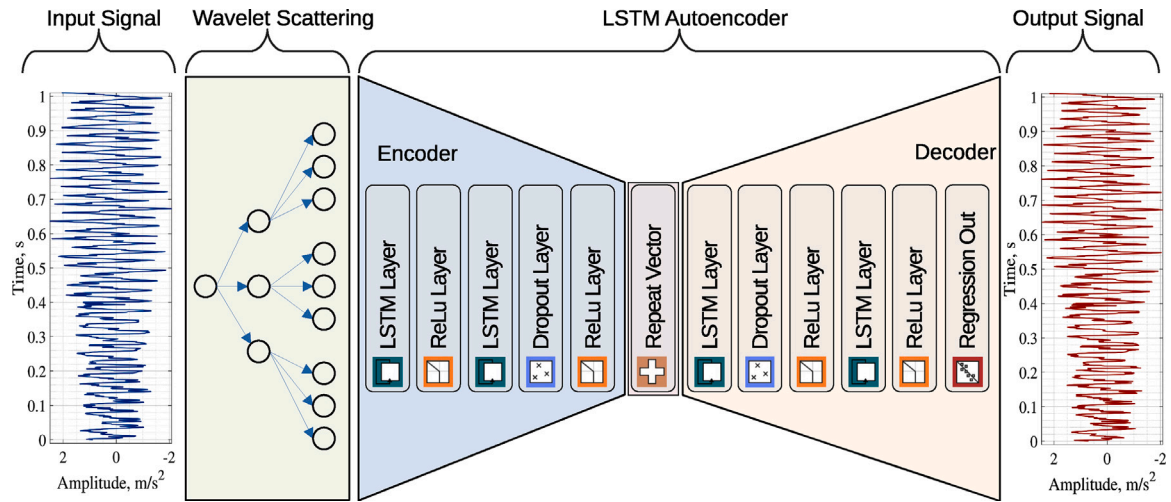 Input Signal
Wavelet Scattering
LSTM Autoencoder
Output Signal
1
0.9
0.8
0.7
0.6
0.5
0.4
0.3
0.2
0.1
0
Time, s
2 0 -2
Amplitude, m/s²
Encoder
LSTM Layer
ReLu Layer
LSTM Layer
Dropout Layer
ReLu Layer
Repeat Vector
Decoder
LSTM Layer
Dropout Layer
ReLu Layer
LSTM Layer
ReLu Layer
Regression Out
1
0.9
0.8
0.7
0.6
0.5
0.4
0.3
0.2
0.1
0
Time, s
2 0 -2
Amplitude, m/s²